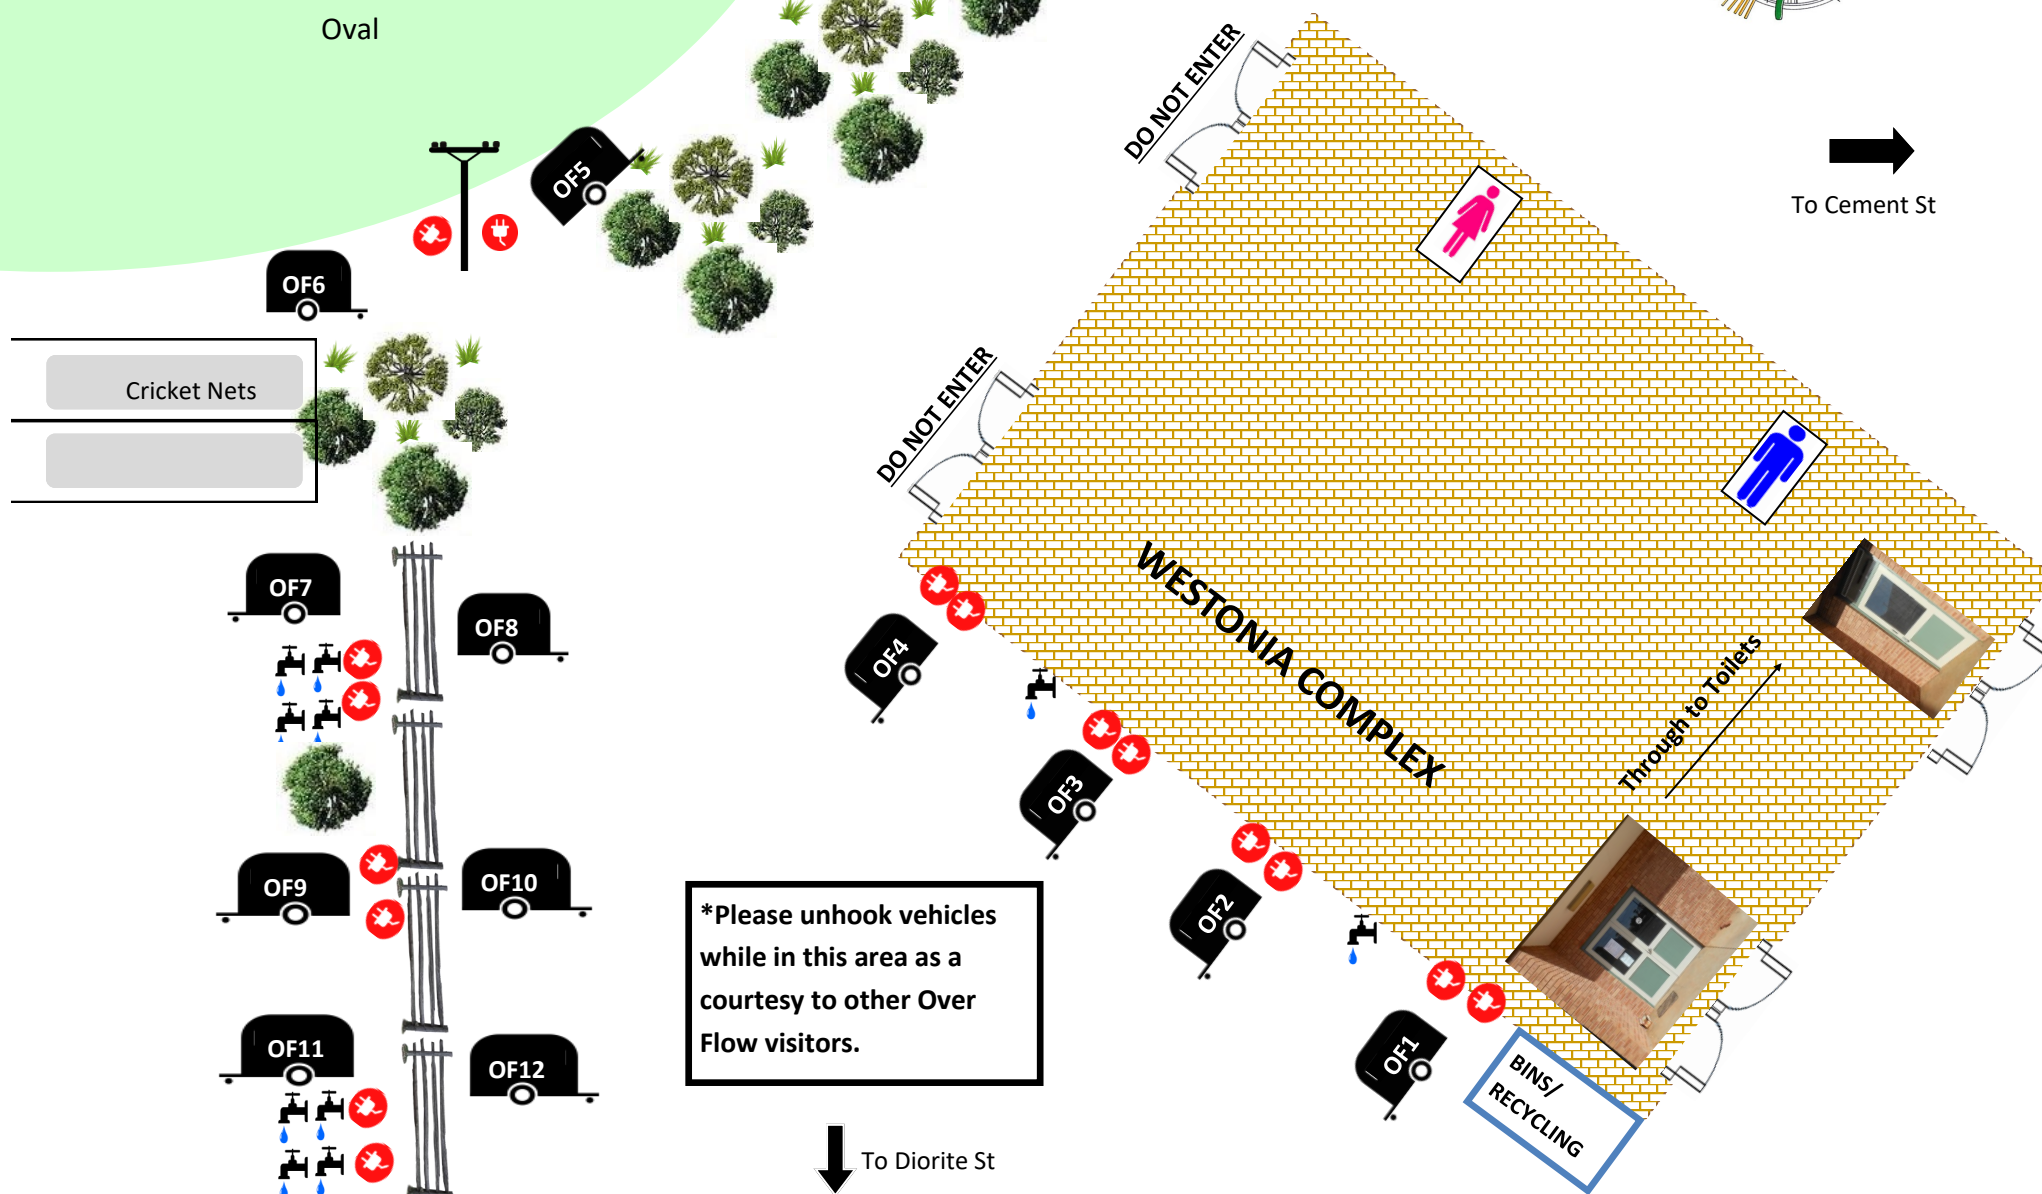 Oval
DO NOT ENTER
To Cement St
OF5
OF6
Cricket Nets
DO NOT ENTER
OF7
OF8
OF4
WESTONIA COMPLEX
Through to Toilets
OF3
OF9
OF10
OF2
*Please unhook vehicles
while in this area as a
courtesy to other Over
Flow visitors.
OF11
OF12
OF1
BINS/
RECYCLING
To Diorite St